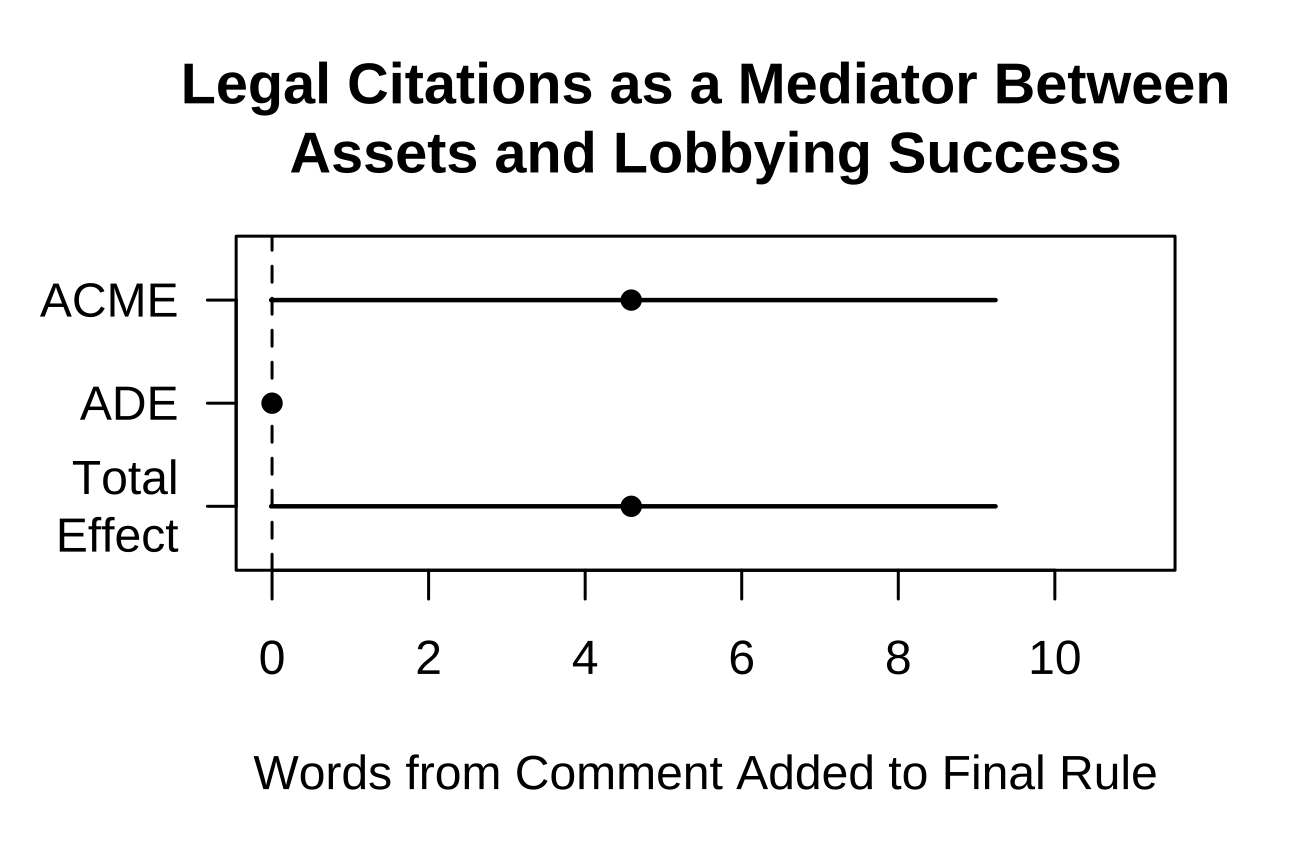 Legal Citations as a Mediator Between
Assets and Lobbying Success
ACME
ADE
Total
Effect
0 2 4 6 8 10
Words from Comment Added to Final Rule